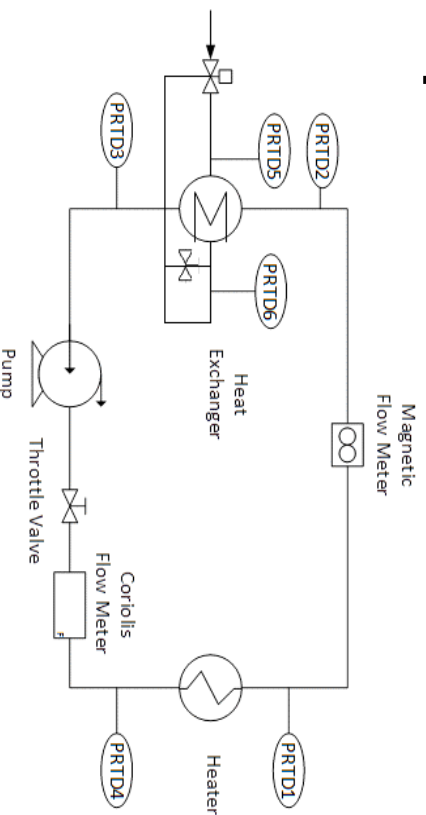 Magnetic
Flow Meter
PRTD2
PRTD1
PRTD5
PRTD6
Heat
Exchanger
Heater
PRTD3
PRTD4
Coriolis
Flow Meter
F
Throttle Valve
Pump